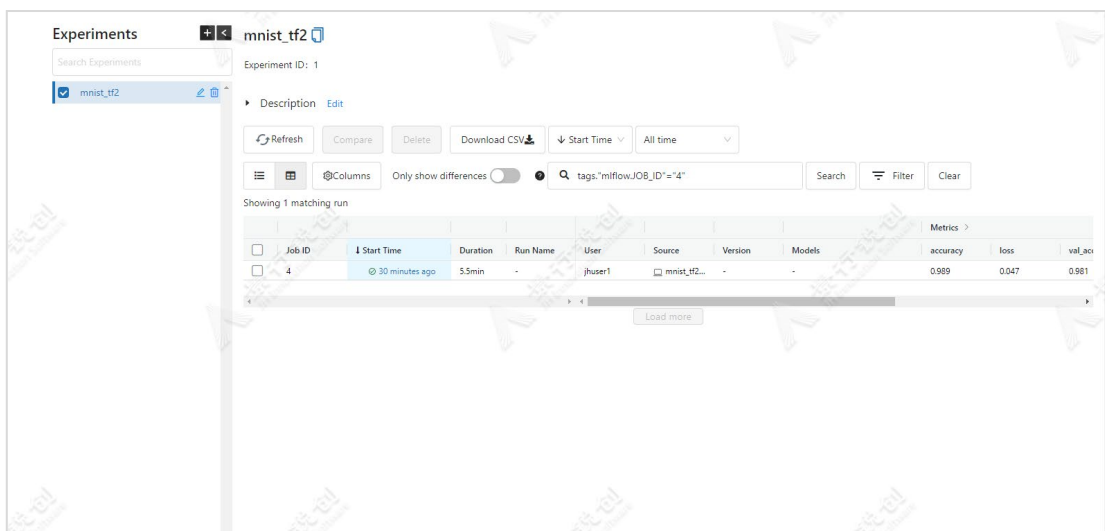 Experiments
mnist_tf2
Search Experiments
Experiment ID: 1
mnist_tf2
Description Edit
Refresh Compare Delete Download CSV Start Time All time
Columns Only show differences tags."mlflow.JOB_ID"="4" Search Filter Clear
Showing 1 matching run
Metrics
Job ID Start Time Duration Run Name User Source Version Models accuracy loss val_acc
4 30 minutes ago 5.5min - jhuser1 mnist_tf2... - - 0.989 0.047 0.981
Load more